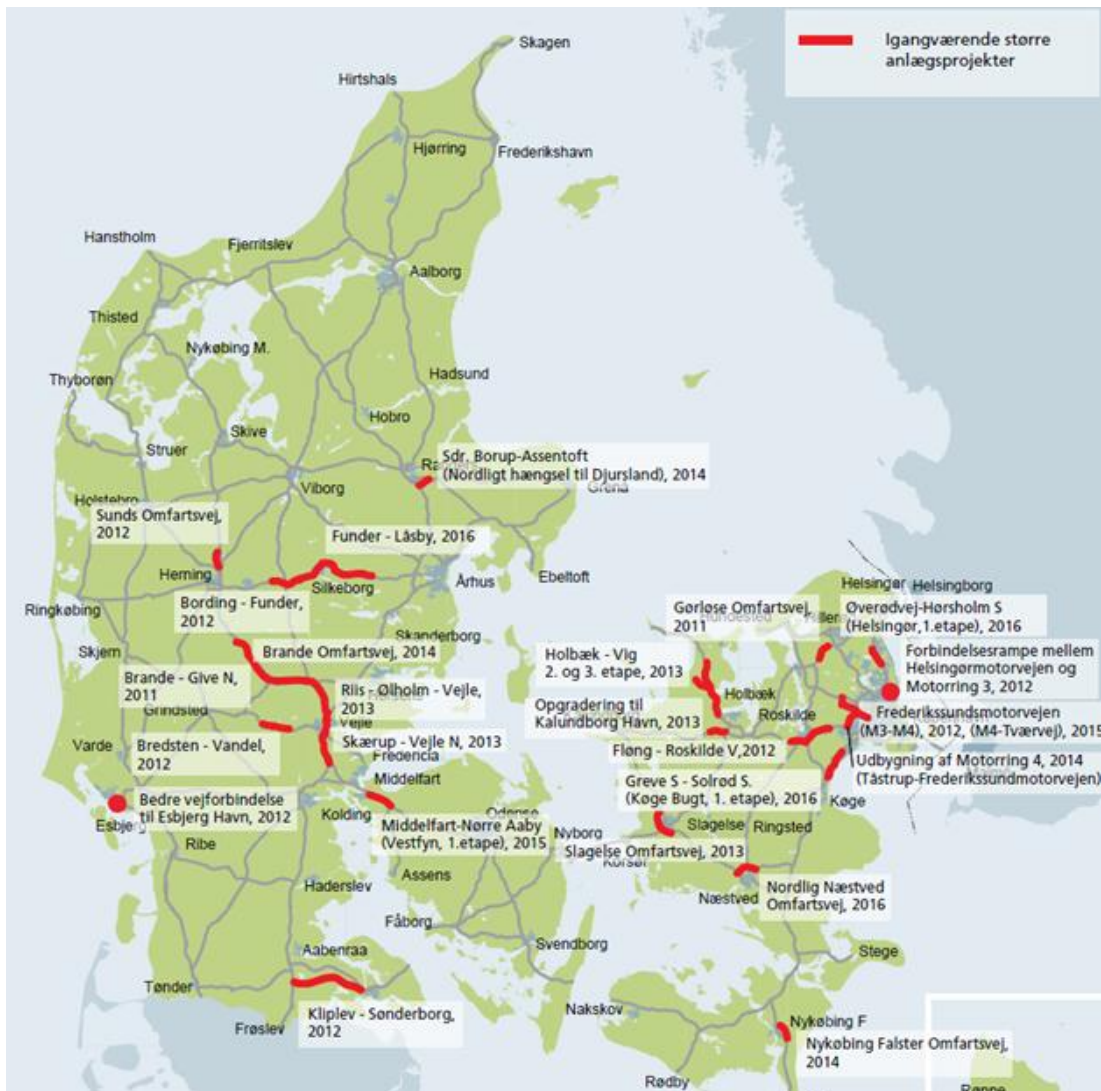 Igangværende større
anlægsprojekter
Skagen
Hirtshals
Hjørring
Frederikshavn
Hanstholm
Fjerritslev
Aalborg
Thisted
Nykøbing M.
Thyborøn
Hadsund
Hobro
Skive
Struer
Sdr. Borup-Assentoft
(Nordligt hængsel til Djursland), 2014
Viborg
Holstebro
Grenå
Sunds Omfartsvej,
2012
Funder - Låsby, 2016
Herning
Silkeborg
Århus
Ebeltoft
Ringkøbing
Bording - Funder,
2012
Skanderborg
Skjern
Brande Omfartsvej, 2014
Brande - Give N,
2011
Riis - Ølholm - Vejle,
2013
Grindsted
Vejle
Skærup - Vejle N, 2013
Varde
Bredsten - Vandel,
2012
Fredericia
Middelfart
Bedre vejforbindelse
til Esbjerg Havn, 2012
Esbjerg
Kolding
Odense
Ribe
Middelfart-Nørre Aaby
(Vestfyn, 1.etape), 2015
Nyborg
Assens
Haderslev
Fåborg
Svendborg
Aabenraa
Tønder
Kliplev - Sønderborg,
2012
Frøslev
Helsingør
Helsingborg
Gørløse Omfartsvej,
2011
Hundested
Øverødvej-Hørsholm S
(Helsingør,1.etape), 2016
Holbæk - Vig
2. og 3. etape, 2013
Forbindelsesrampe mellem
Helsingørmotorvejen og
Motorring 3, 2012
Holbæk
Roskilde
Opgradering til
Kalundborg Havn, 2013
Frederikssundsmotorvejen
(M3-M4), 2012, (M4-Tværvej), 2015
Fløng - Roskilde V,2012
Udbygning af Motorring 4, 2014
(Tåstrup-Frederikssundmotorvejen)
Greve S - Solrød S.
(Køge Bugt, 1. etape), 2016
Køge
Slagelse
Ringsted
Slagelse Omfartsvej, 2013
Korsør
Næstved
Nordlig Næstved
Omfartsvej, 2016
Stege
Nakskov
Nykøbing F
Nykøbing Falster Omfartsvej,
2014
Rødby
Rønne